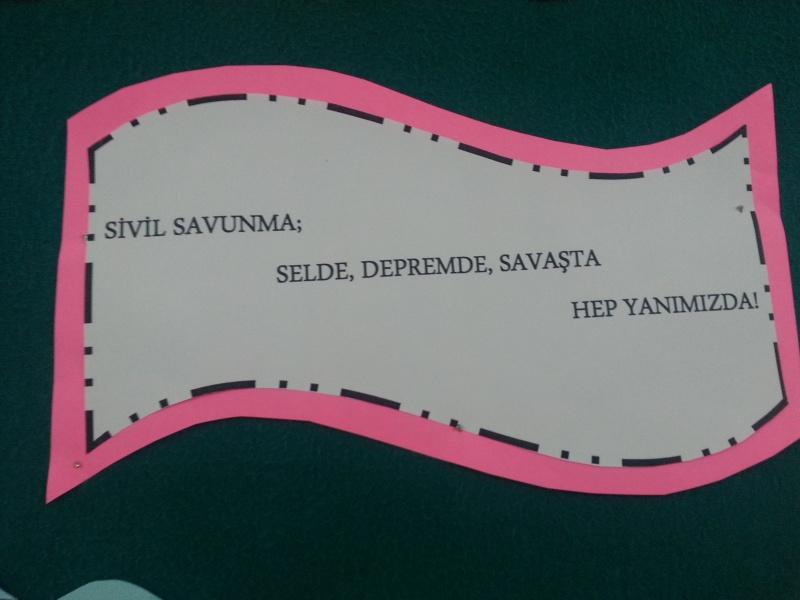 SİVİL SAVUNMA;
SELDE, DEPREMDE, SAVAŞTA
HEP YANIMIZDA!